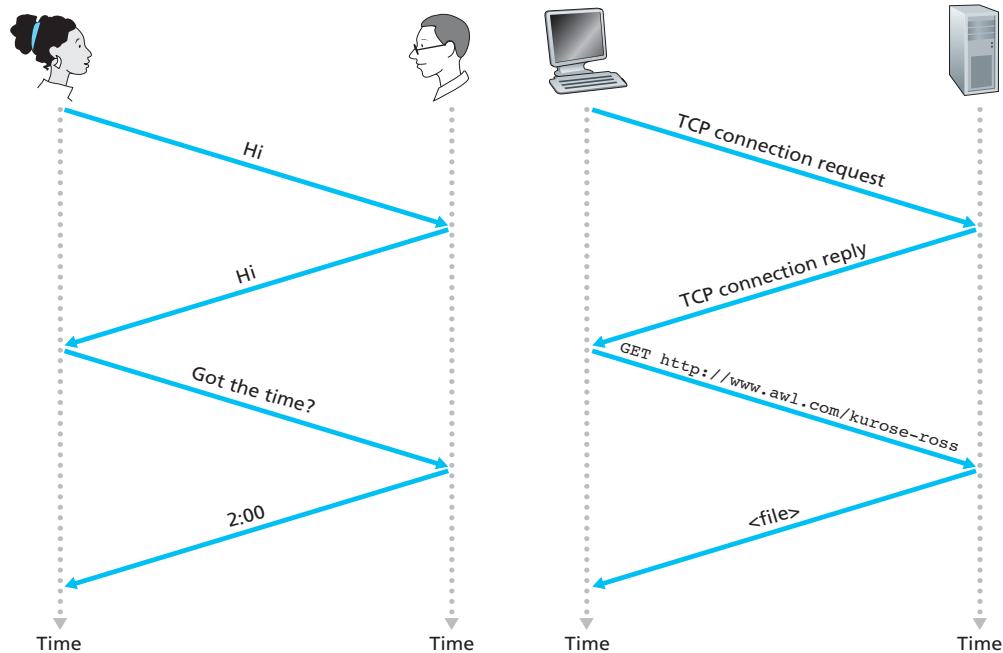 Hi
Hi
Got the time?
2:00
Time
Time
TCP connection request
TCP connection reply
GET http://www.awl.com/kurose-ross
<file>
Time
Time